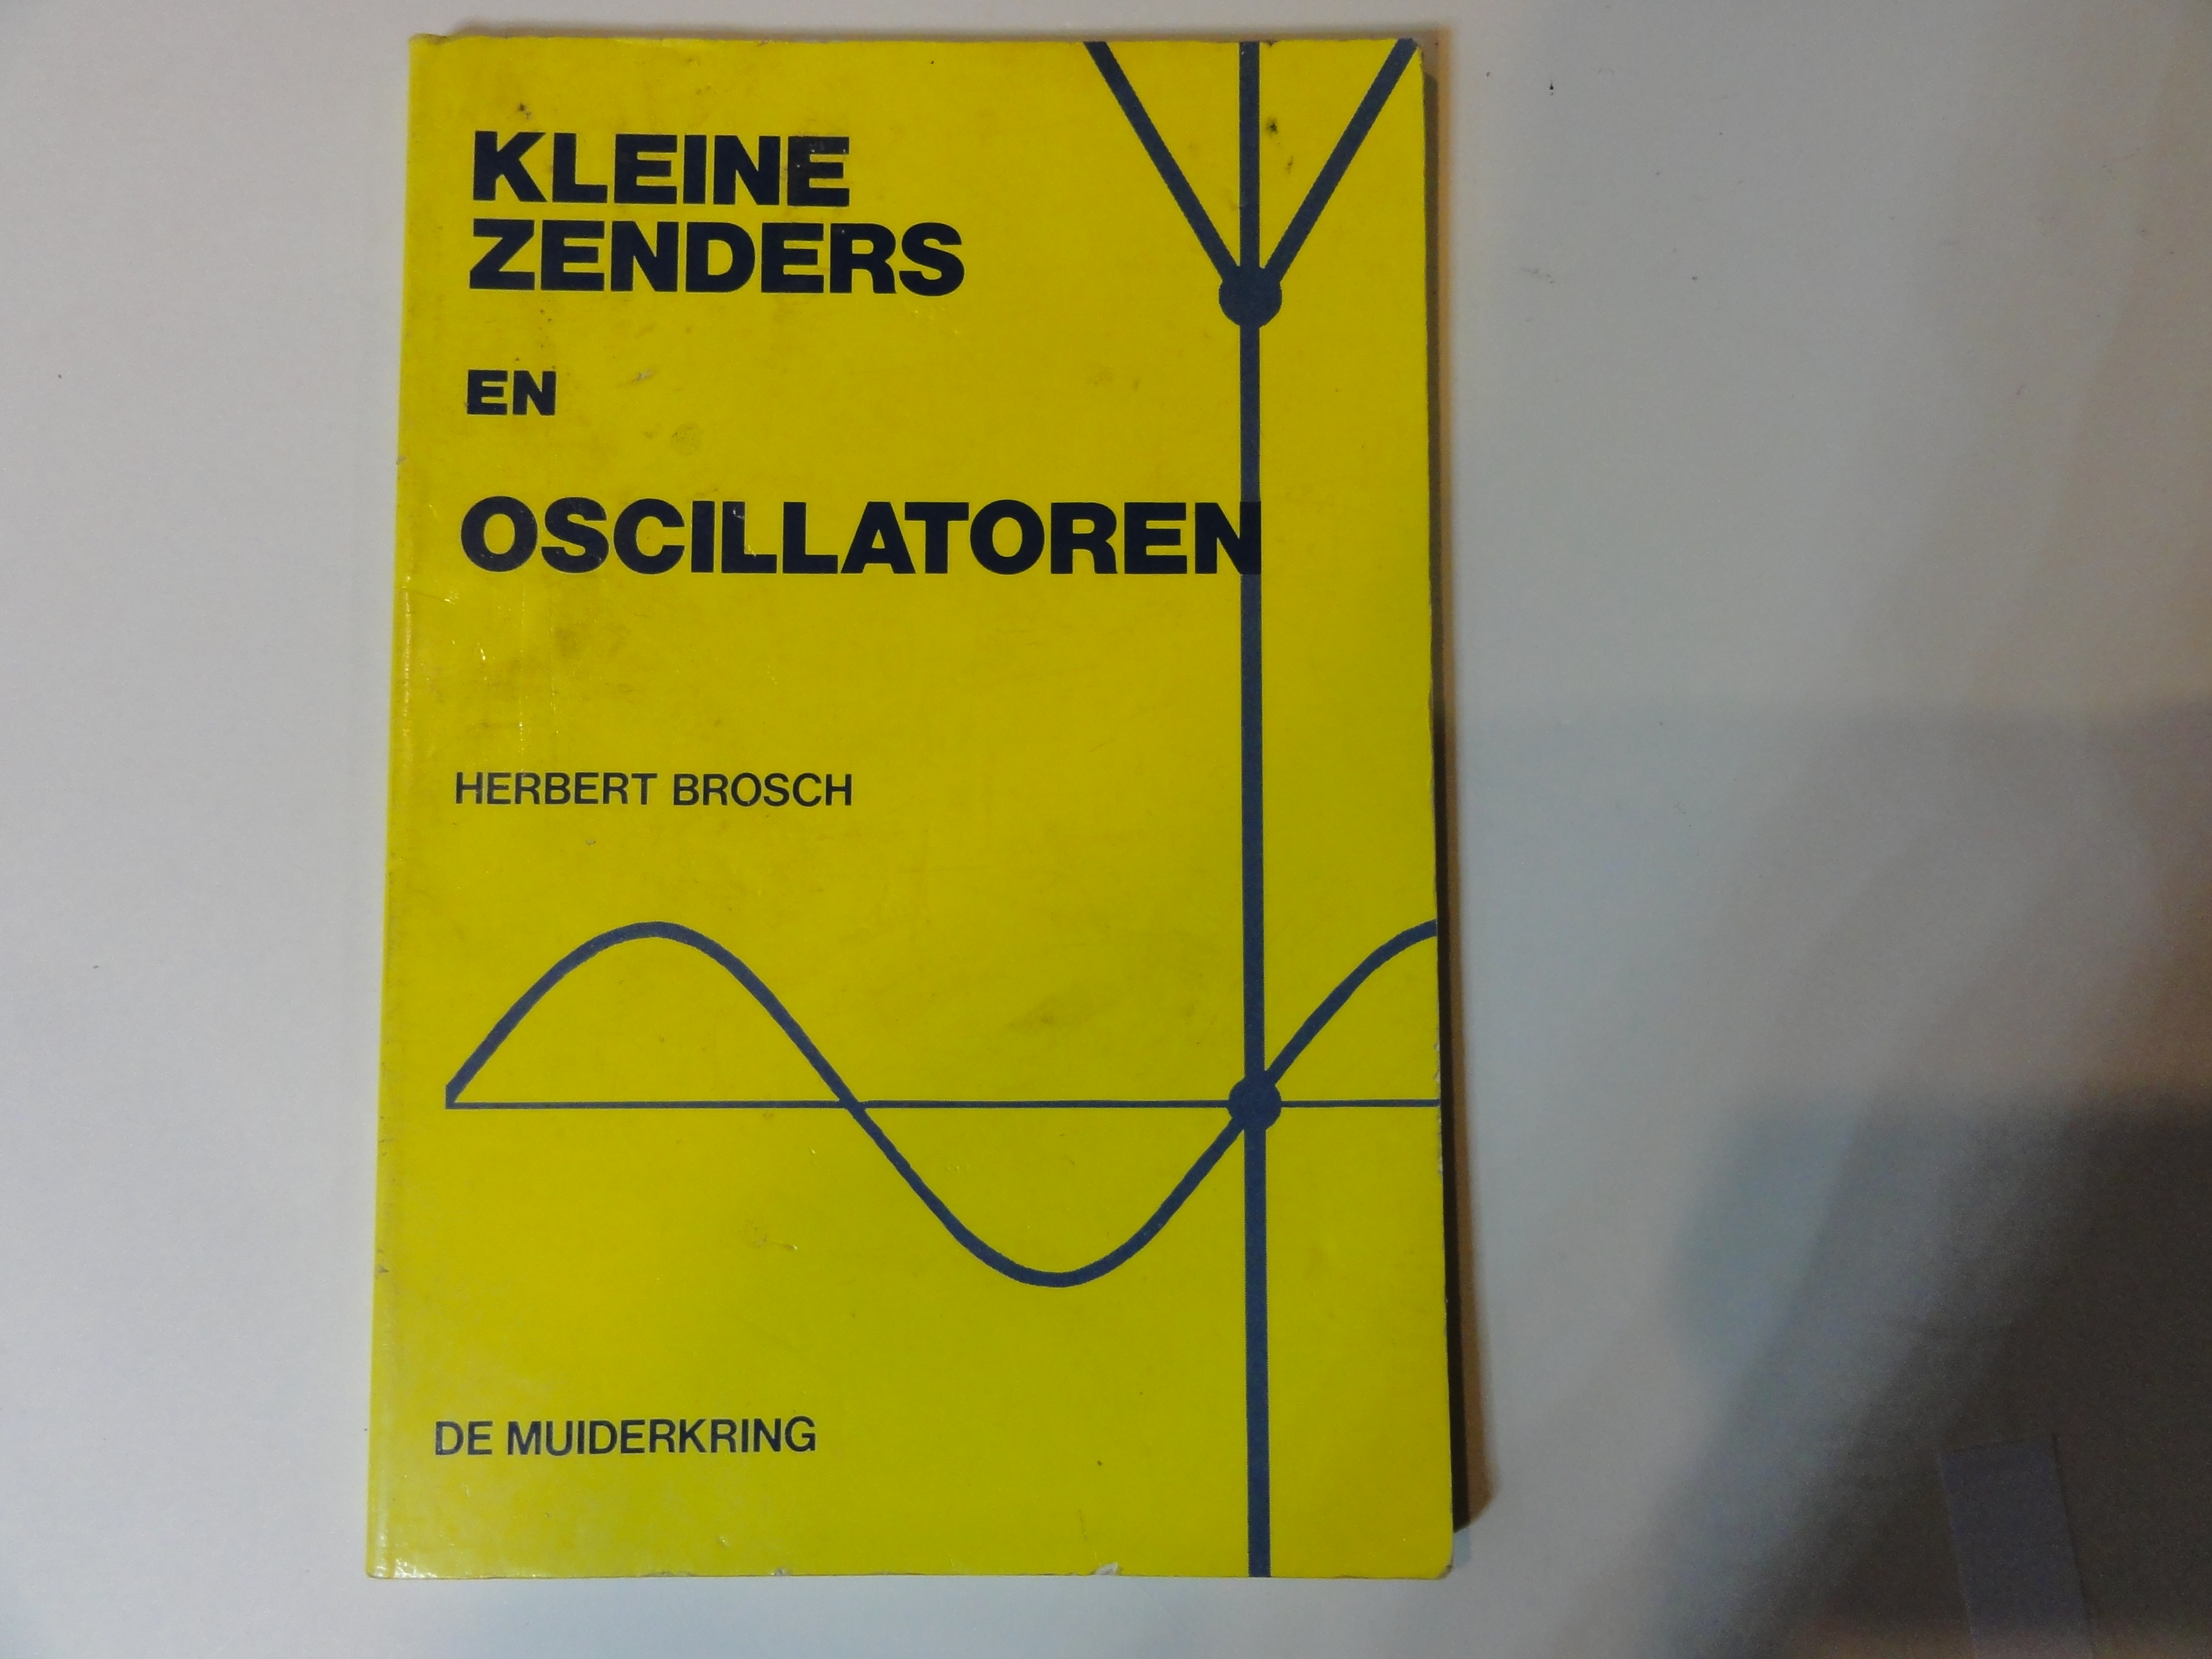 KLEINE
ZENDERS
EN
OSCILLATOREN
HERBERT BROSCH
DE MUIDERKRING